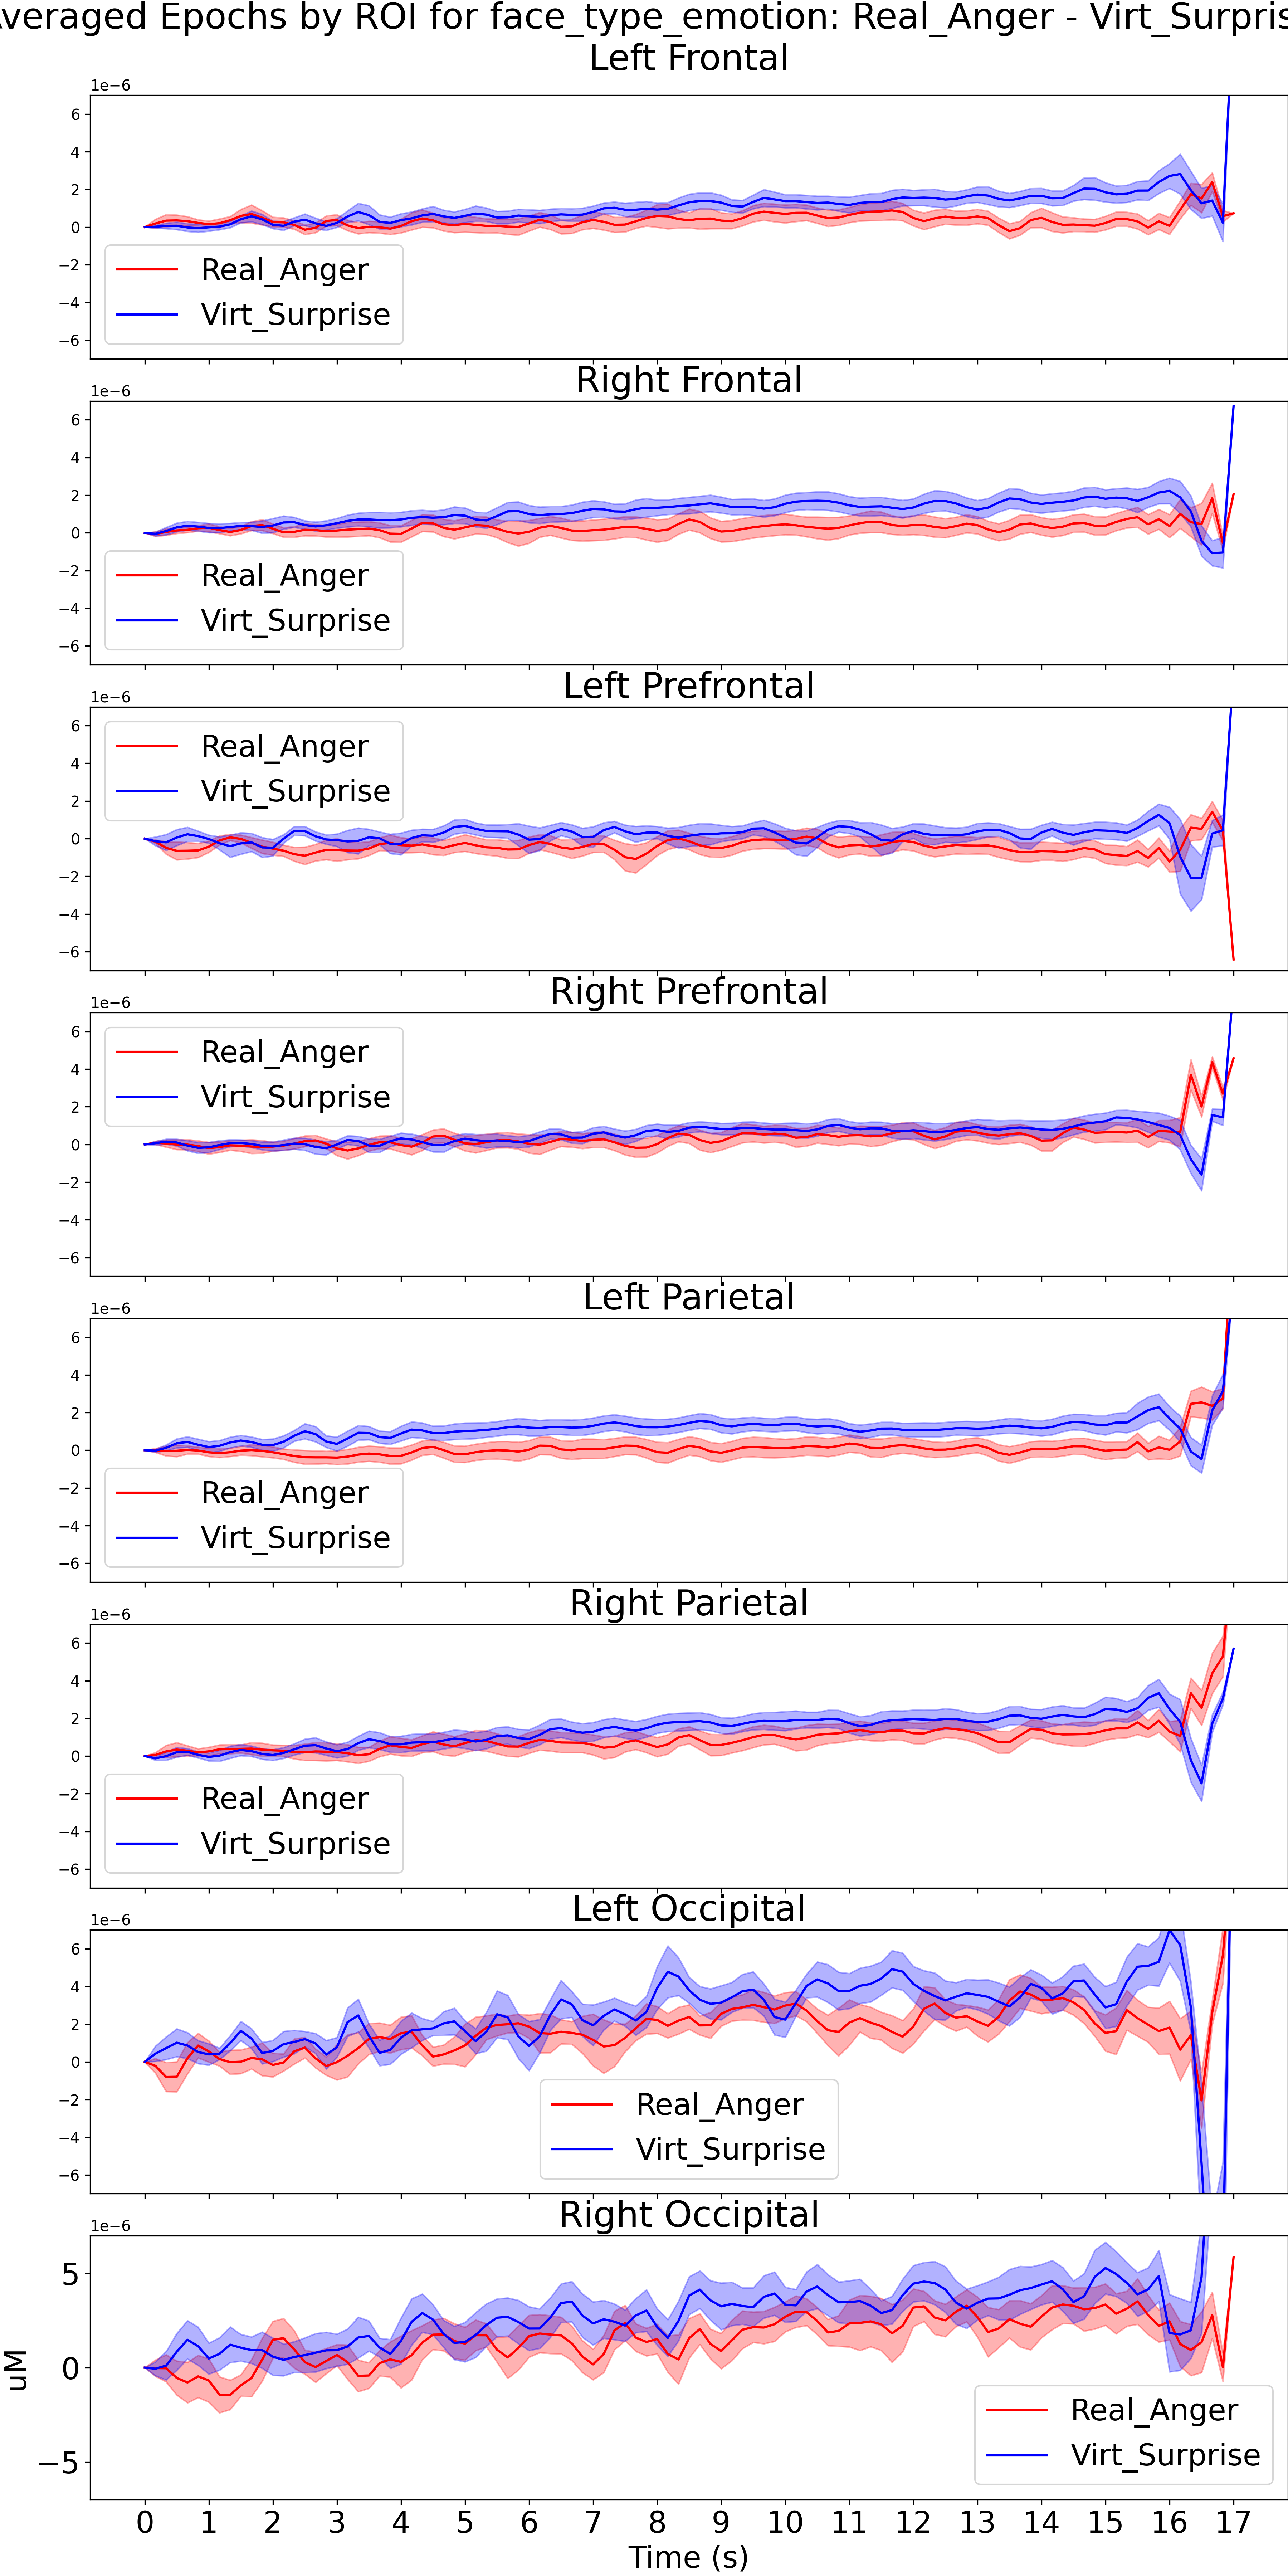 veraged Epochs by ROI for face_type_emotion: Real_Anger - Virt_Surpris
Left Frontal
1e−6
6
4
2
0
−2
−4
−6
Real_Anger
Virt_Surprise
Right Frontal
1e−6
6
4
2
0
−2
−4
−6
Real_Anger
Virt_Surprise
Left Prefrontal
1e−6
6
4
2
0
−2
−4
−6
Real_Anger
Virt_Surprise
Right Prefrontal
1e−6
6
4
2
0
−2
−4
−6
Real_Anger
Virt_Surprise
Left Parietal
1e−6
6
4
2
0
−2
−4
−6
Real_Anger
Virt_Surprise
Right Parietal
1e−6
6
4
2
0
−2
−4
−6
Real_Anger
Virt_Surprise
Left Occipital
1e−6
6
4
2
0
−2
−4
−6
Real_Anger
Virt_Surprise
Right Occipital
1e−6
5
0
−5
uM
Real_Anger
Virt_Surprise
0 1 2 3 4 5 6 7 8 9 10 11 12 13 14 15 16 17
Time (s)